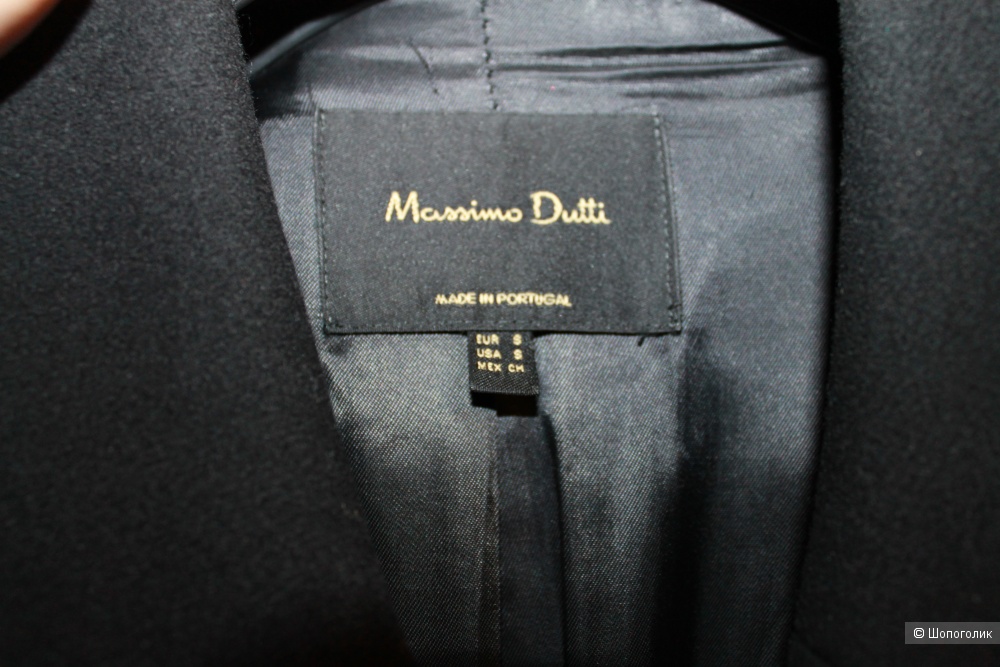 Massimo Dutti
MADE IN PORTUGAL
EUR S
USA S
MEX CH
© Шопоголик